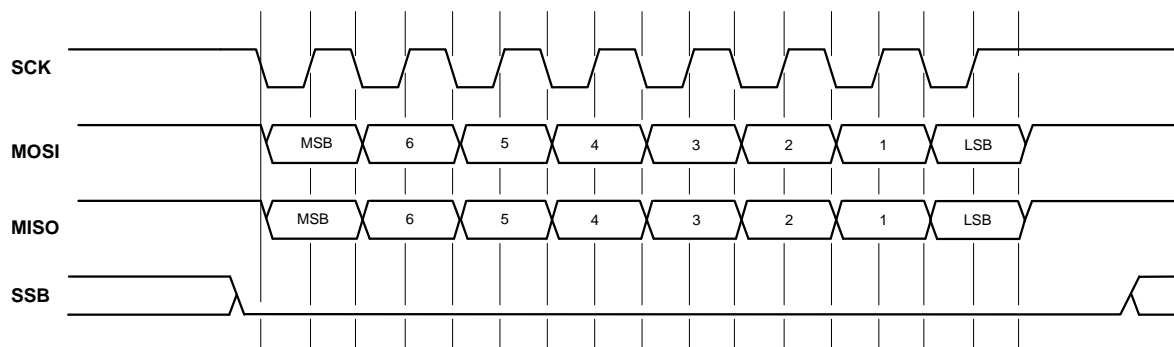 SCK
MOSI MSB 6 5 4 3 2 1 LSB
MISO MSB 6 5 4 3 2 1 LSB
SSB